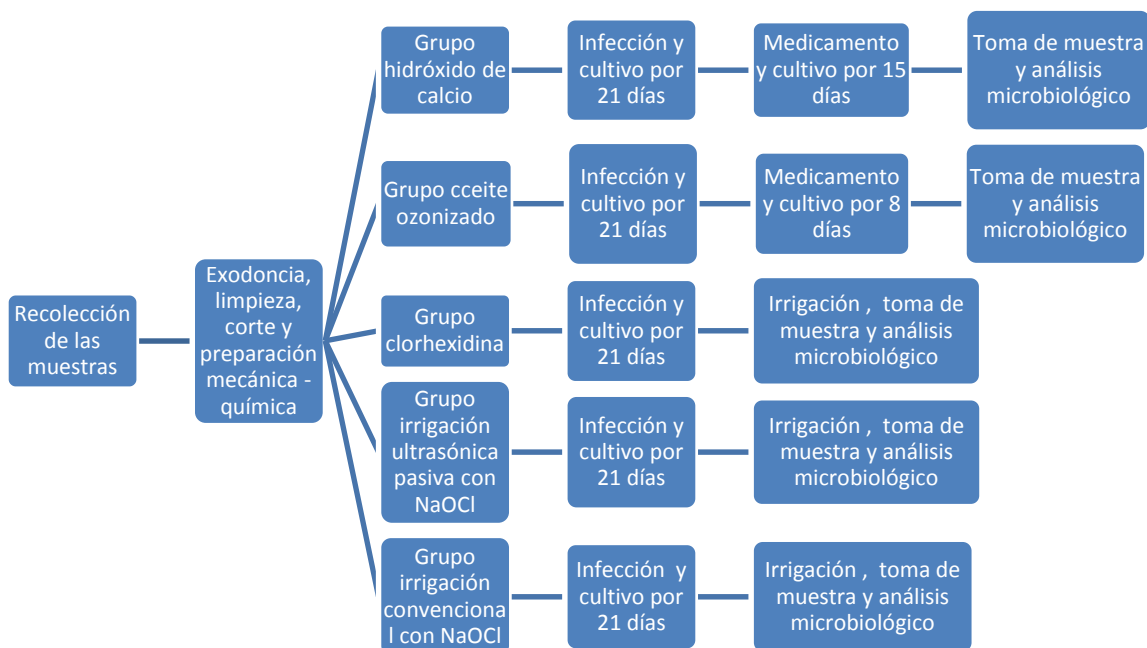 Recolección
de las
muestras
Exodoncia,
limpieza,
corte y
preparación
mecánica -
química
Grupo
hidróxido de
calcio
Infección y
cultivo por
21 días
Medicamento
y cultivo por 15
días
Toma de muestra
y análisis
microbiológico
Grupo cceite
ozonizado
Infección y
cultivo por
21 días
Medicamento
y cultivo por 8
días
Toma de muestra
y análisis
microbiológico
Grupo
clorhexidina
Infección y
cultivo por
21 días
Irrigación , toma de
muestra y análisis
microbiológico
Grupo
irrigación
ultrasónica
pasiva con
NaOCl
Infección y
cultivo por
21 días
Irrigación , toma de
muestra y análisis
microbiológico
Grupo
irrigación
convenciona
l con NaOCl
Infección y
cultivo por
21 días
Irrigación , toma de
muestra y análisis
microbiológico